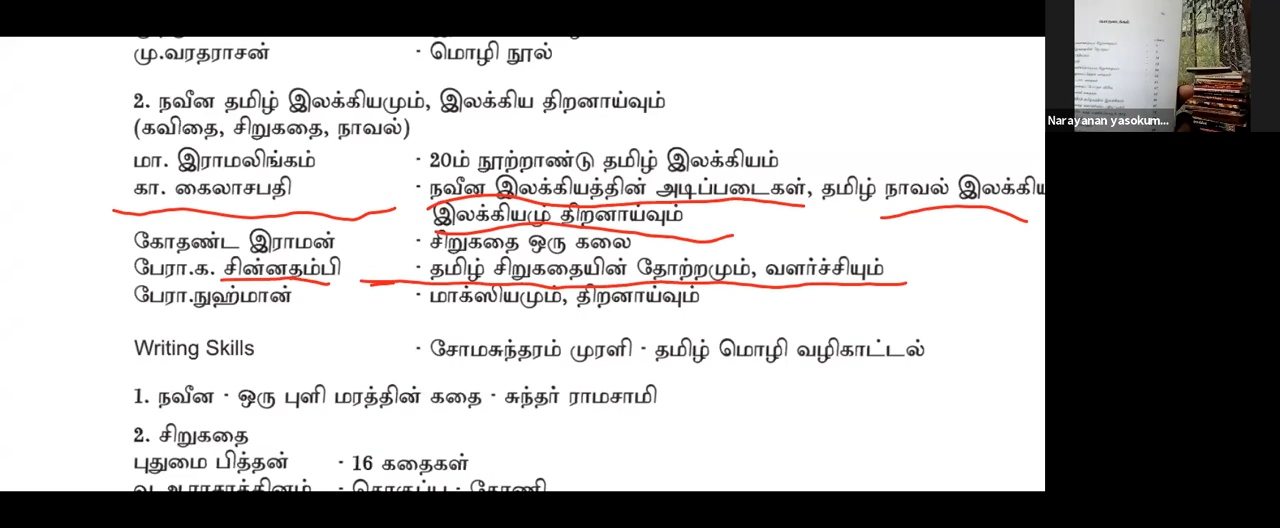 மு.வரதராசன் - மொழி நூல்
2. நவீன தமிழ் இலக்கியமும், இலக்கிய திறனாய்வும்
(கவிதை, சிறுகதை, நாவல்)
மா. இராமலிங்கம் - 20ம் நூற்றாண்டு தமிழ் இலக்கியம்
கா. கைலாசபதி - நவீன இலக்கியத்தின் அடிப்படைகள், தமிழ் நாவல்
இலக்கியமு திறனாய்வும்
கோதண்ட இராமன் - சிறுகதை ஒரு கலை
பேரா.க. சின்னதம்பி - தமிழ் சிறுகதையின் தோற்றமும், வளர்ச்சியும்
பேரா.நுஹ்மான் - மாக்ஸியமும், திறனாய்வும்
Writing Skills - சோமசுந்தரம் முரளி - தமிழ் மொழி வழிகாட்டல்
1. நவீன - ஒரு புளி மரத்தின் கதை - சுந்தர் ராமசாமி
2. சிறுகதை
புதுமை பித்தன் - 16 கதைகள்
Narayanan yasokum...